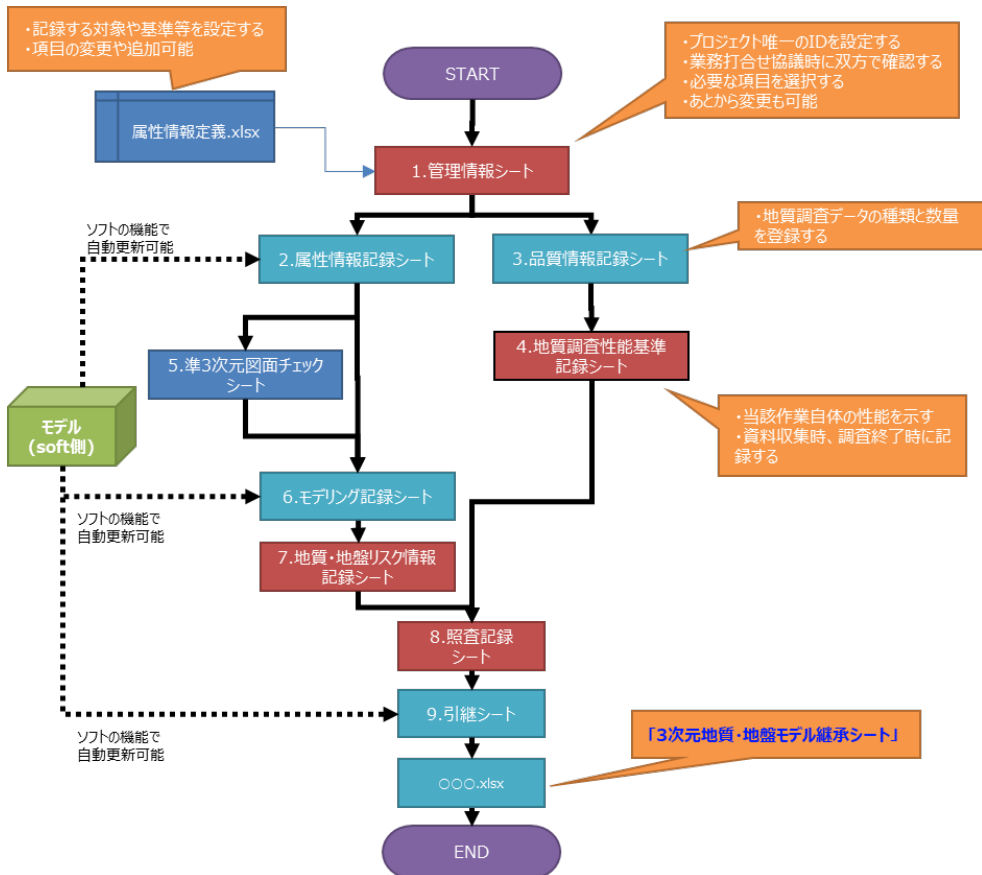 ・記録する対象や基準等を設定する
・項目の変更や追加可能
START
・プロジェクト唯一のIDを設定する
・業務打合せ協議時に双方で確認する
・必要な項目を選択する
・あとから変更も可能
属性情報定義.xlsx
1.管理情報シート
ソフトの機能で
自動更新可能
2.属性情報記録シート
3.品質情報記録シート
・地質調査データの種類と数量
を登録する
5.準3次元図面チェック
シート
4.地質調査性能基準
記録シート
モデル
(soft側)
・当該作業自体の性能を示す
・資料収集時、調査終了時に記
録する
6.モデリング記録シート
ソフトの機能で
自動更新可能
7.地質・地盤リスク情報
記録シート
8.照査記録
シート
9.引継シート
ソフトの機能で
自動更新可能
「3次元地質・地盤モデル継承シート」
○○○.xlsx
END